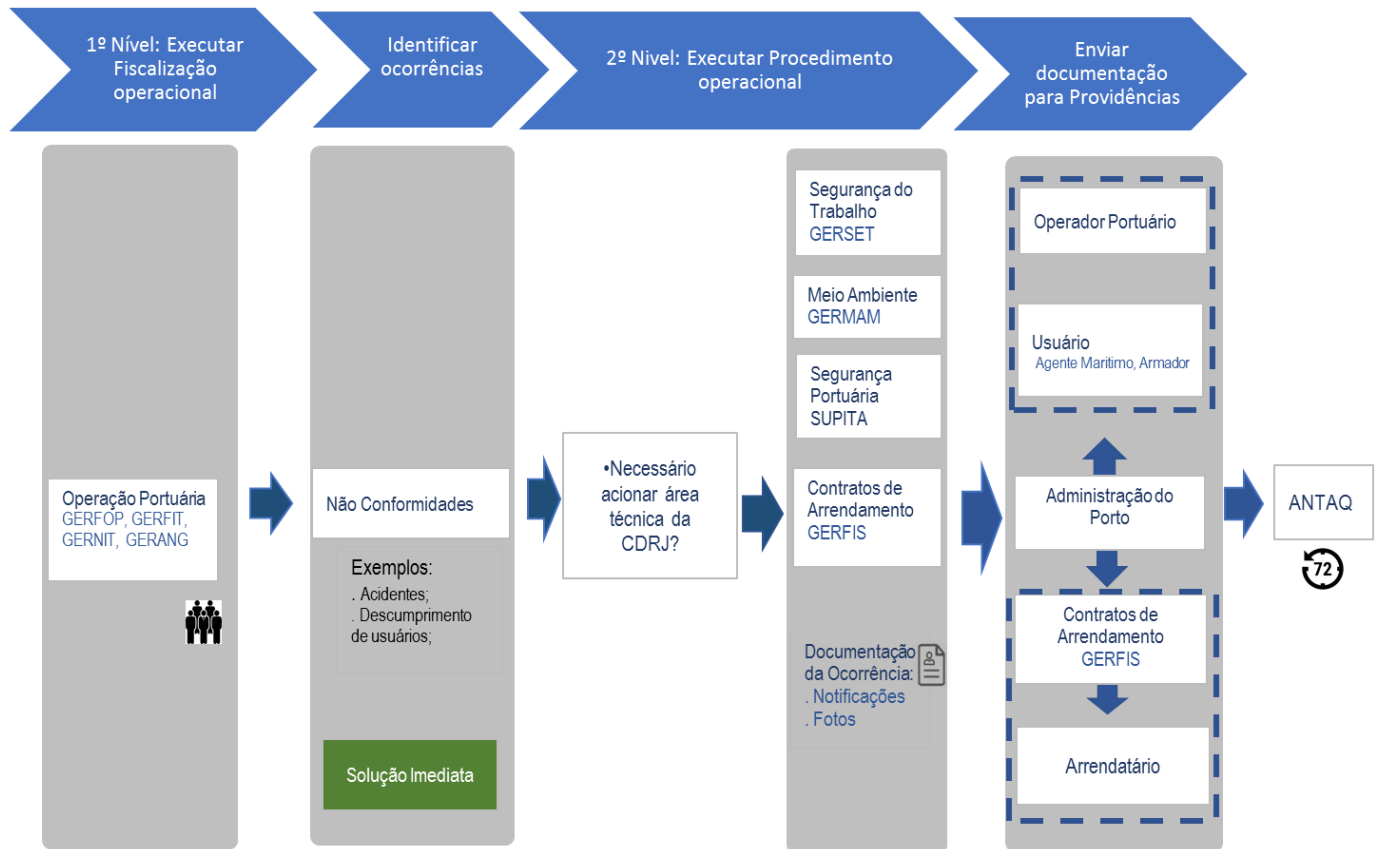 1º Nível: Executar
Fiscalização
operacional
Identificar
ocorrências
2º Nivel: Executar Procedimento
operacional
Enviar
documentação
para Providências
Operação Portuária
GERFOP, GERFIT,
GERNIT, GERANG
Não Conformidades
Exemplos:
. Acidentes;
. Descumprimento
de usuários;
Solução Imediata
•Necessário
acionar área
técnica da
CDRJ?
Segurança do
Trabalho
GERSET
Meio Ambiente
GERMAM
Segurança
Portuária
SUPITA
Contratos de
Arrendamento
GERFIS
Documentação
da Ocorrência:
. Notificações
. Fotos
Operador Portuário
Usuário
Agente Maritimo, Armador
Administração do
Porto
Contratos de
Arrendamento
GERFIS
Arrendatário
ANTAQ
72